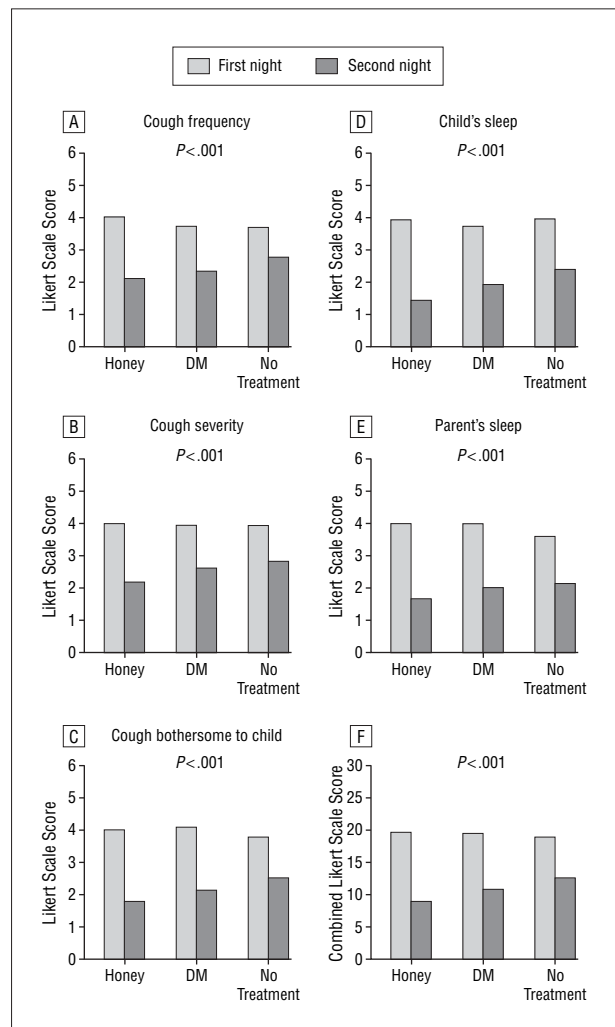 First night Second night
A Cough frequency
P<.001
Likert Scale Score
6
5
4
3
2
1
0
Honey DM No
Treatment
D Child's sleep
P<.001
Likert Scale Score
6
5
4
3
2
1
0
Honey DM No
Treatment
B Cough severity
P<.001
Likert Scale Score
6
5
4
3
2
1
0
Honey DM No
Treatment
E Parent's sleep
P<.001
Likert Scale Score
6
5
4
3
2
1
0
Honey DM No
Treatment
C Cough bothersome to child
P<.001
Likert Scale Score
6
5
4
3
2
1
0
Honey DM No
Treatment
F
P<.001
Combined Likert Scale Score
30
25
20
15
10
5
0
Honey DM No
Treatment